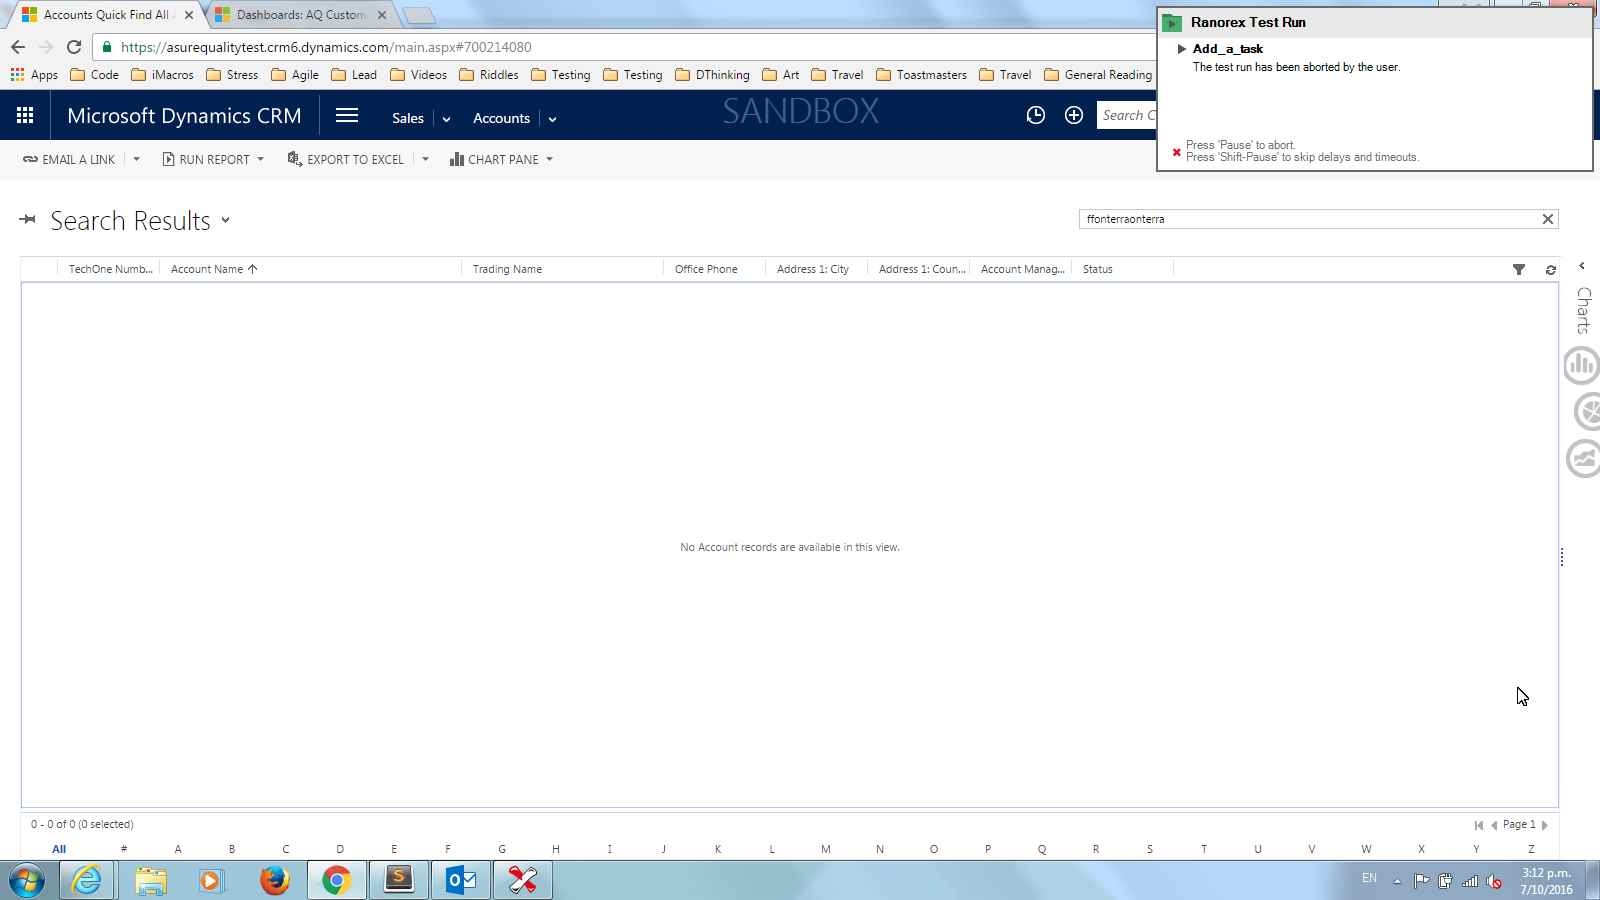 Accounts Quick Find All
Dashboards: AQ Custom
Ranorex Test Run
Add_a_task
The test run has been aborted by the user.
Press 'Pause' to abort.
Press 'Shift-Pause' to skip delays and timeouts.
https://asurequalitytest.crm6.dynamics.com/main.aspx#700214080
Apps Code iMacros Stress Agile Lead Videos Riddles Testing Testing DThinking Art Travel Toastmasters Travel General Reading
Microsoft Dynamics CRM Sales Accounts SANDBOX Search C
EMAIL A LINK RUN REPORT EXPORT TO EXCEL CHART PANE
Search Results
ffonterraonterra
TechOne Numb... Account Name Trading Name Office Phone Address 1: City Address 1: Coun... Account Manag... Status
Charts
No Account records are available in this view.
0 - 0 of 0 (0 selected)
Page 1
All # A B C D E F G H I J K L M N O P Q R S T U V W X Y Z
EN
3:12 p.m.
7/10/2016